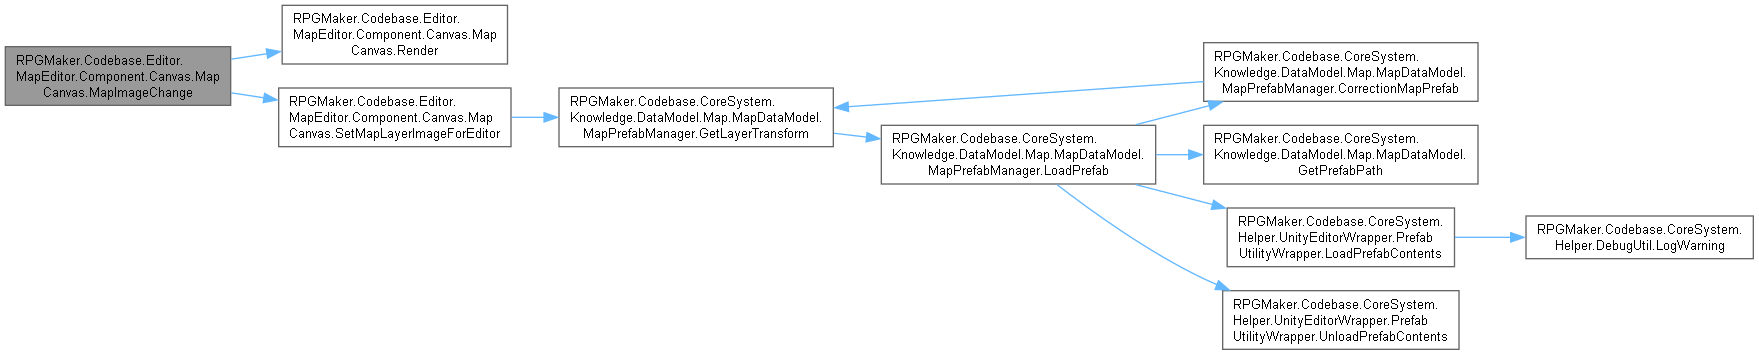 RPGMaker.Codebase.Editor.
MapEditor.Component.Canvas.Map
Canvas.MapImageChange
RPGMaker.Codebase.Editor.
MapEditor.Component.Canvas.Map
Canvas.Render
RPGMaker.Codebase.Editor.
MapEditor.Component.Canvas.Map
Canvas.SetMapLayerImageForEditor
RPGMaker.Codebase.CoreSystem.
Knowledge.DataModel.Map.MapDataModel.
MapPrefabManager.GetLayerTransform
RPGMaker.Codebase.CoreSystem.
Knowledge.DataModel.Map.MapDataModel.
MapPrefabManager.LoadPrefab
RPGMaker.Codebase.CoreSystem.
Knowledge.DataModel.Map.MapDataModel.
MapPrefabManager.CorrectionMapPrefab
RPGMaker.Codebase.CoreSystem.
Knowledge.DataModel.Map.MapDataModel.
GetPrefabPath
RPGMaker.Codebase.CoreSystem.
Helper.UnityEditorWrapper.Prefab
UtilityWrapper.LoadPrefabContents
RPGMaker.Codebase.CoreSystem.
Helper.DebugUtil.LogWarning
RPGMaker.Codebase.CoreSystem.
Helper.UnityEditorWrapper.Prefab
UtilityWrapper.UnloadPrefabContents